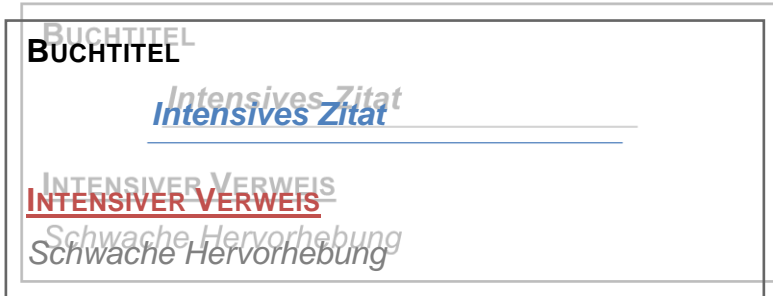 BUCHTITEL
Intensives Zitat
INTENSIVER VERWEIS
Schwache Hervorhebung